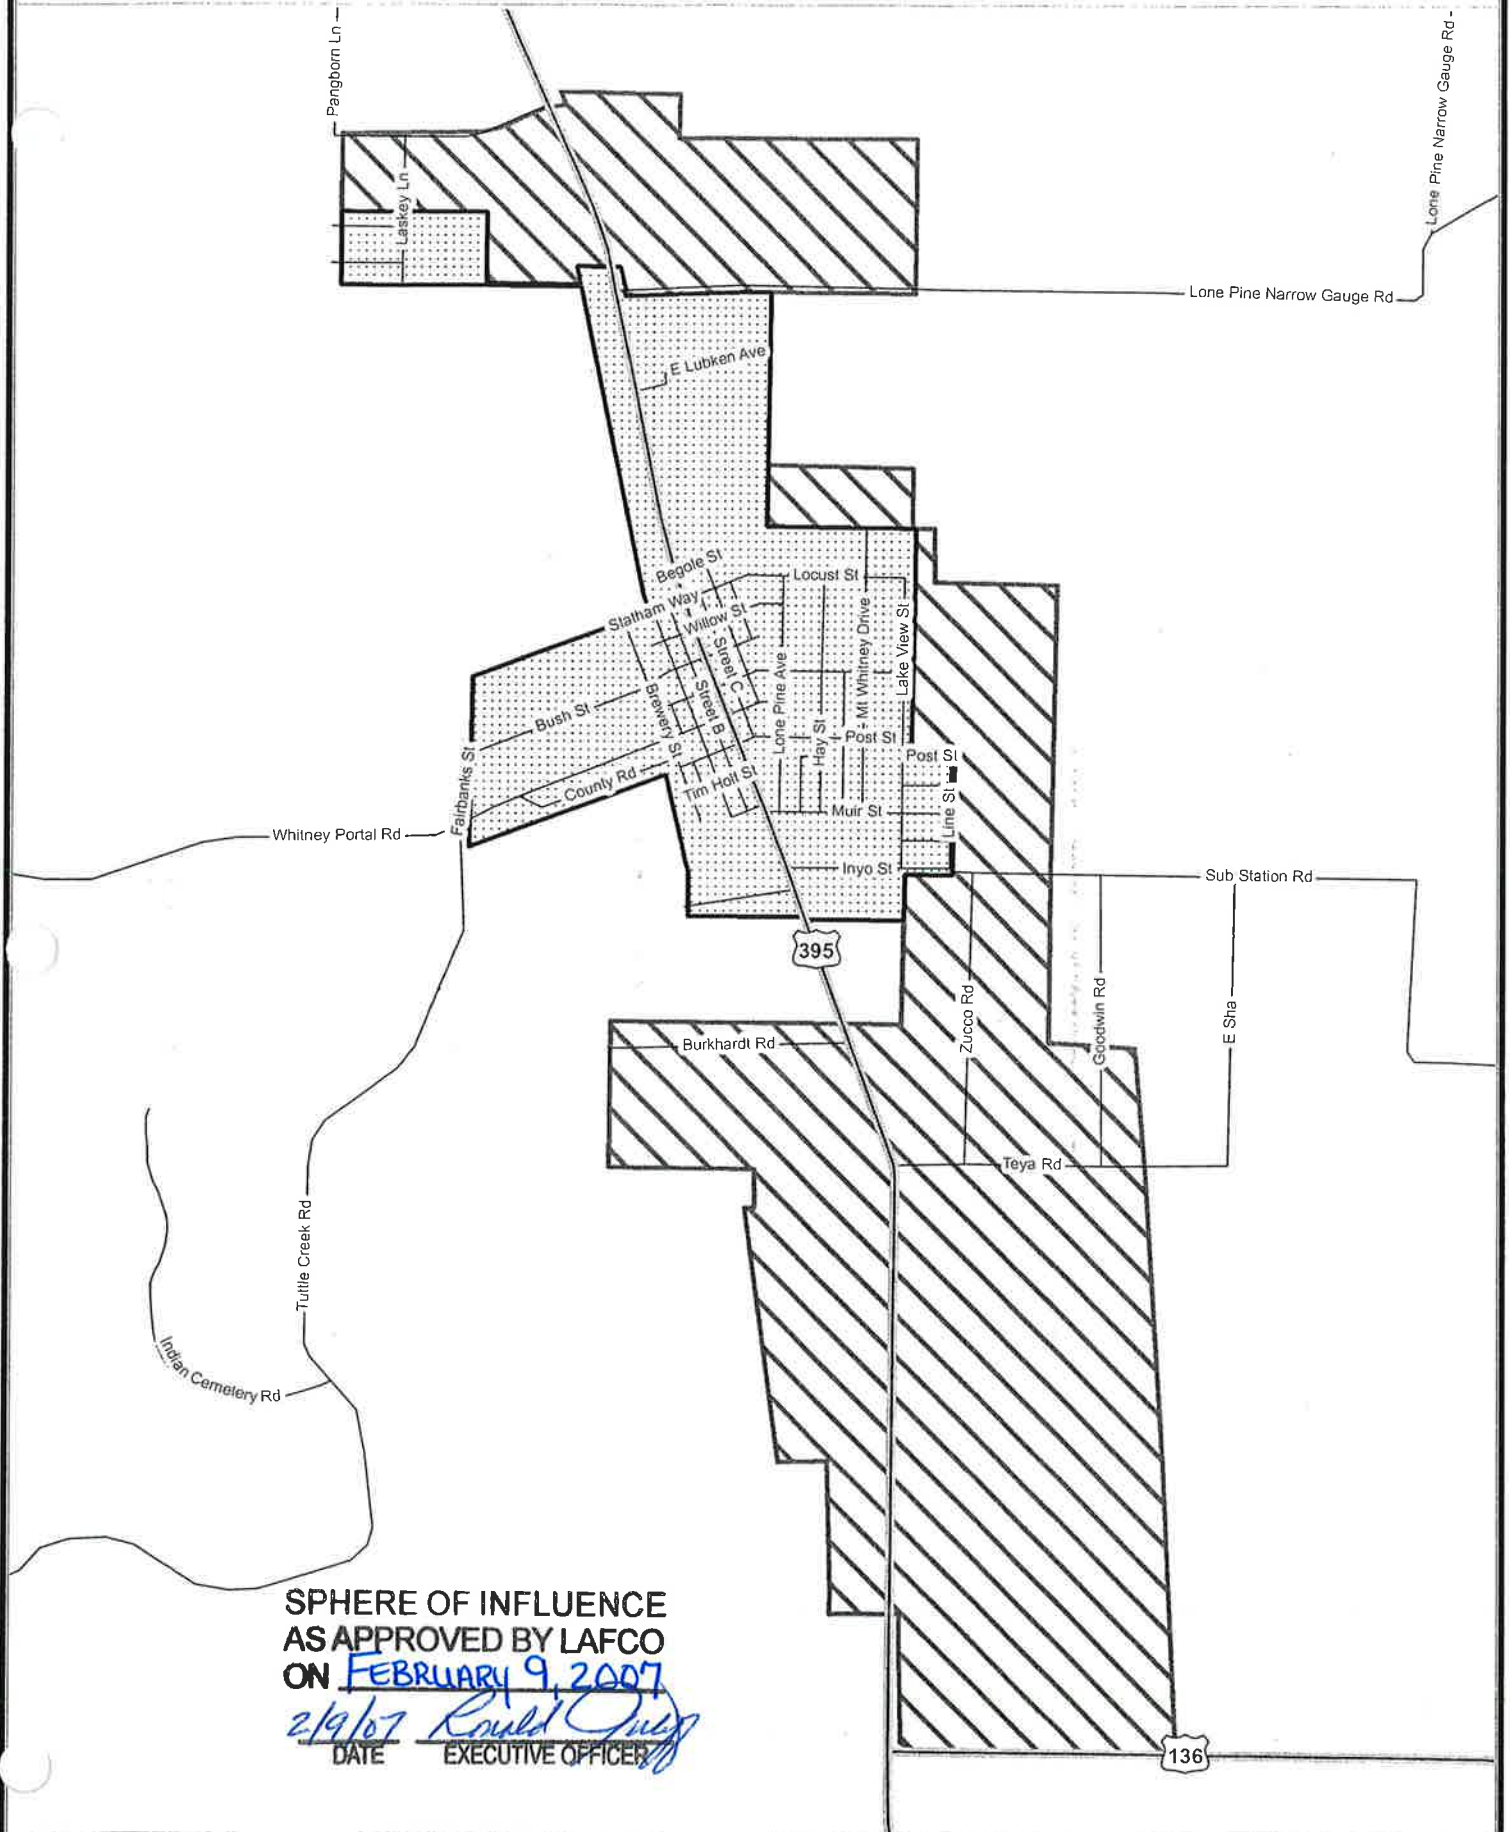 Pangborn Ln
Lone Pine Narrow Gauge Rd
Laskey Ln
Lone Pine Narrow Gauge Rd
E Lubken Ave
Begole St
Locust St
Statham Way
Willow St
Street C
Mt Whitney Drive
Lake View St
Lone Pine Ave
Brewery St
Street B
Bush St
Hay St
Post St
Post St
Fairbanks St
County Rd
Tim Holt St
Line St
Muir St
Whitney Portal Rd
Inyo St
Sub Station Rd
395
Zucco Rd
Goodwin Rd
E Sha
Burkhardt Rd
Teya Rd
Tuttle Creek Rd
Indian Cemetery Rd
SPHERE OF INFLUENCE
AS APPROVED BY LAFCO
ON FEBRUARY 9, 2007
2/9/07 Ronald
DATE EXECUTIVE OFFICER
136